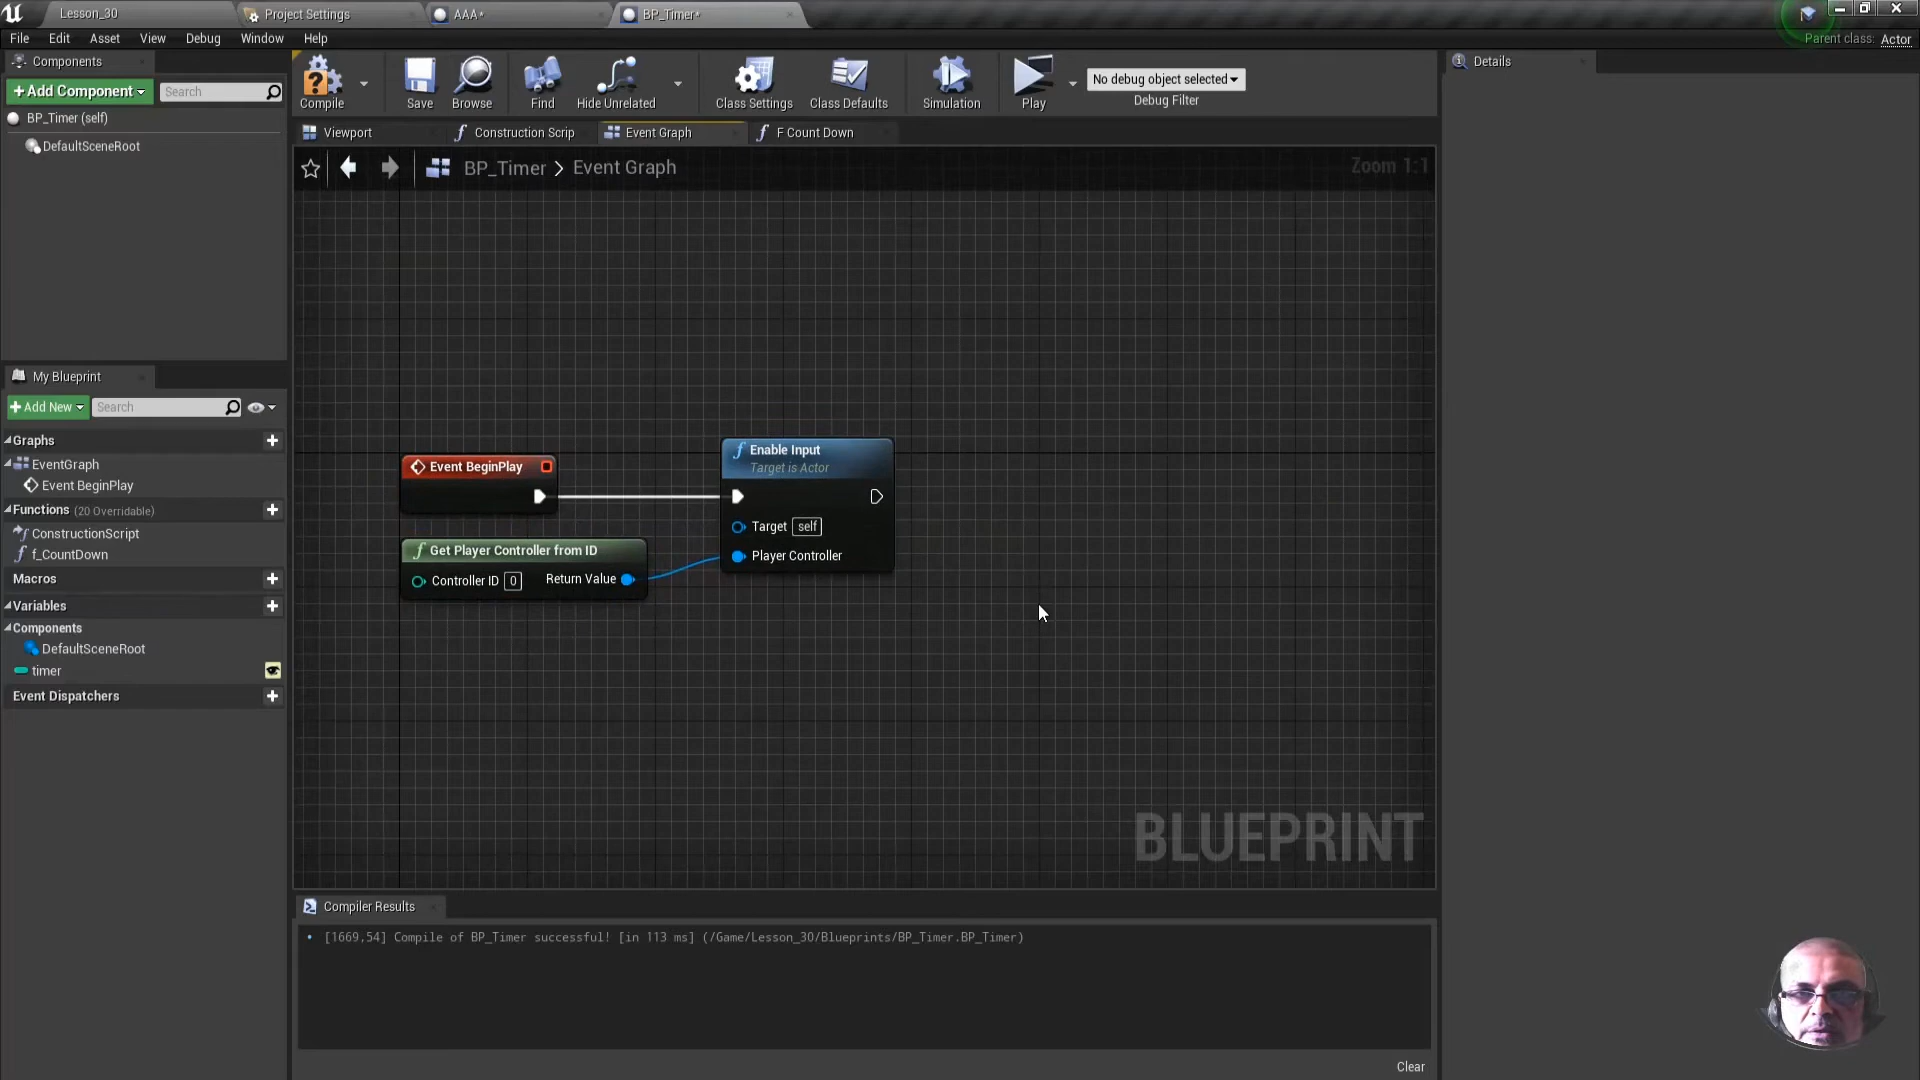 Lesson_30
Project Settings
AAA*
BP_Timer*
File Edit Asset View Debug Window Help
Parent class: Actor
Components
+Add Component
Search
BP_Timer (self)
DefaultSceneRoot
Compile
Save
Browse
Find
Hide Unrelated
Class Settings
Class Defaults
Simulation
Play
No debug object selected
Debug Filter
Details
Viewport
Construction Scrip
Event Graph
F Count Down
BP_Timer > Event Graph
Zoom 1:1
My Blueprint
+Add New
Search
Graphs
EventGraph
Event BeginPlay
Functions (20 Overridable)
ConstructionScript
f_CountDown
Macros
Variables
Components
DefaultSceneRoot
timer
Event Dispatchers
Event BeginPlay
Get Player Controller from ID
Controller ID 0 Return Value
Enable Input
Target is Actor
Target self
Player Controller
BLUEPRINT
Compiler Results
[1669,54] Compile of BP_Timer successful! [in 113 ms] (/Game/Lesson_30/Blueprints/BP_Timer.BP_Timer)
Clear